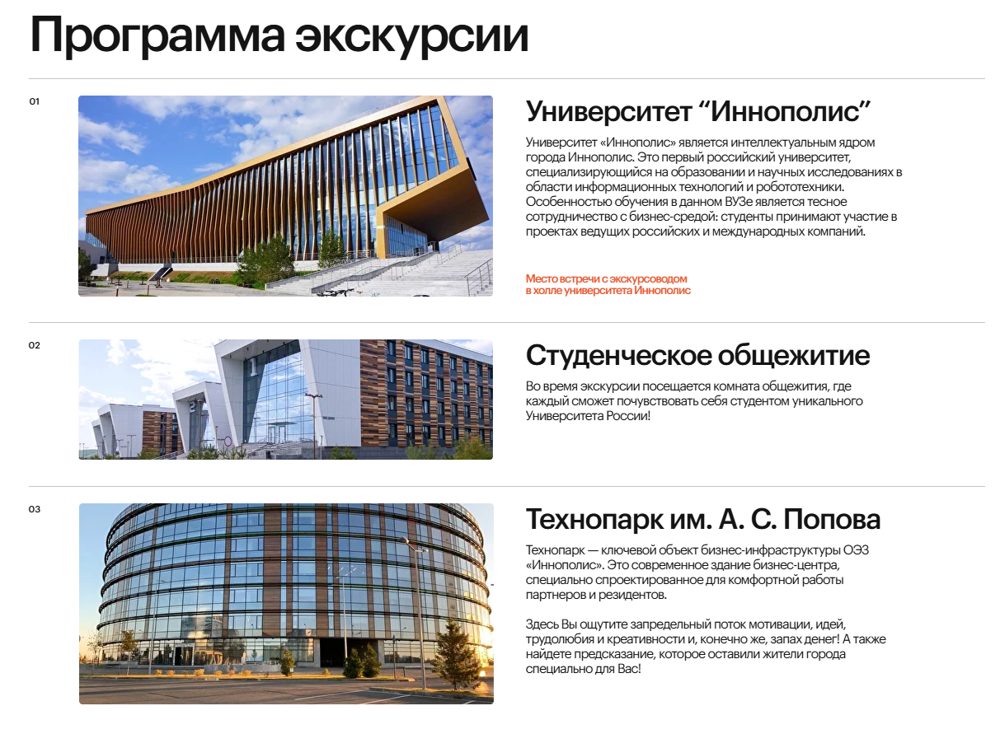 Программа экскурсии
01
Университет “Иннополис”
Университет «Иннополис» является интеллектуальным ядром
города Иннополис. Это первый российский университет,
специализирующийся на образовании и научных исследованиях в
области информационных технологий и робототехники.
Особенностью обучения в данном ВУЗе является тесное
сотрудничество с бизнес-средой: студенты принимают участие в
проектах ведущих российских и международных компаний.
Место встречи с экскурсоводом
в холле университета Иннополис
02
1
2
Студенческое общежитие
Во время экскурсии посещается комната общежития, где
каждый сможет почувствовать себя студентом уникального
Университета России!
03
Технопарк им. А. С. Попова
Технопарк — ключевой объект бизнес-инфраструктуры ОЭЗ
«Иннополис». Это современное здание бизнес-центра,
специально спроектированное для комфортной работы
партнеров и резидентов.
Здесь Вы ощутите запредельный поток мотивации, идей,
трудолюбия и креативности и, конечно же, запах денег! А также
найдете предсказание, которое оставили жители города
специально для Вас!